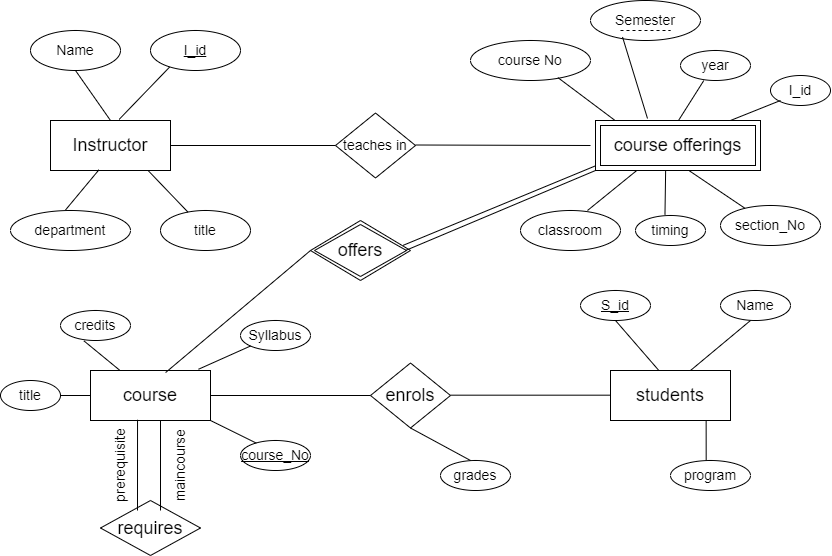 Semester
Name
I_id
course No
year
I_id
Instructor
teaches in
course offerings
department
title
classroom
timing
section_No
offers
credits
Syllabus
S_id
Name
title
course
enrols
students
prerequisite
maincourse
course_No
grades
program
requires